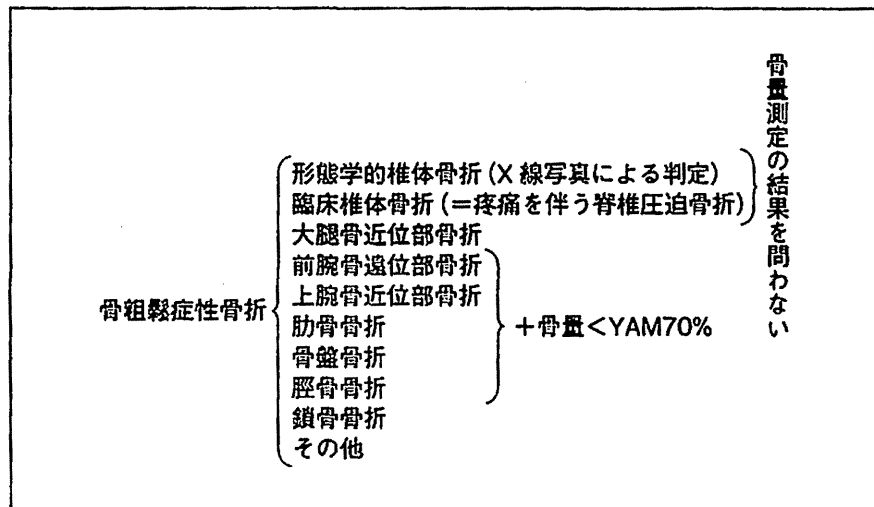 骨量測定の結果を問わない
形態学的椎体骨折(X線写真による判定)
臨床椎体骨折(=疼痛を伴う脊椎圧迫骨折)
大腿骨近位部骨折
前腕骨遠位部骨折
上腕骨近位部骨折
骨粗鬆症性骨折
肋骨骨折
+骨量<YAM70%
骨盤骨折
脛骨骨折
鎖骨骨折
その他